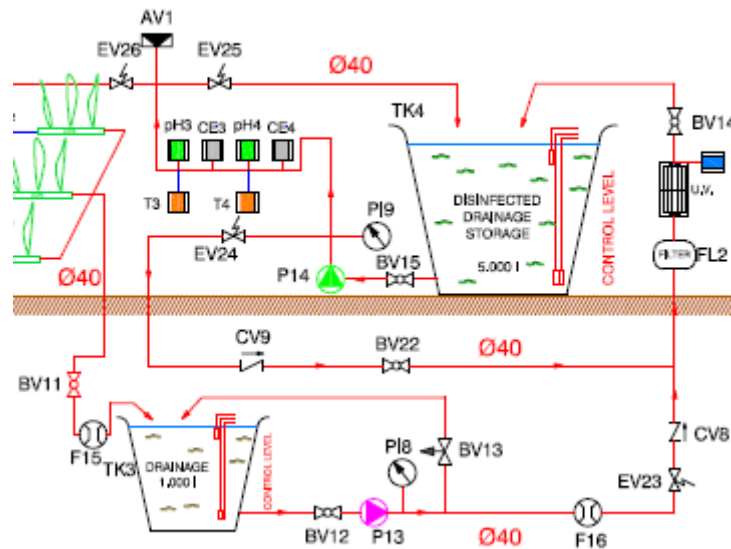 AV1
EV26
EV25
Ø40
TK4
BV14
pH3
CE3
pH4
CE4
U.V.
T3
T4
DISINFECTED
DRAINAGE
STORAGE
5.000 l
CONTROL LEVEL
PI9
EV24
FILTER
FL2
BV15
P14
Ø40
CV9
BV22
Ø40
BV11
CV8
F15
TK3
DRAINAGE
1,000 l
CONTROL LEVEL
PI8
BV13
EV23
BV12
P13
Ø40
F16